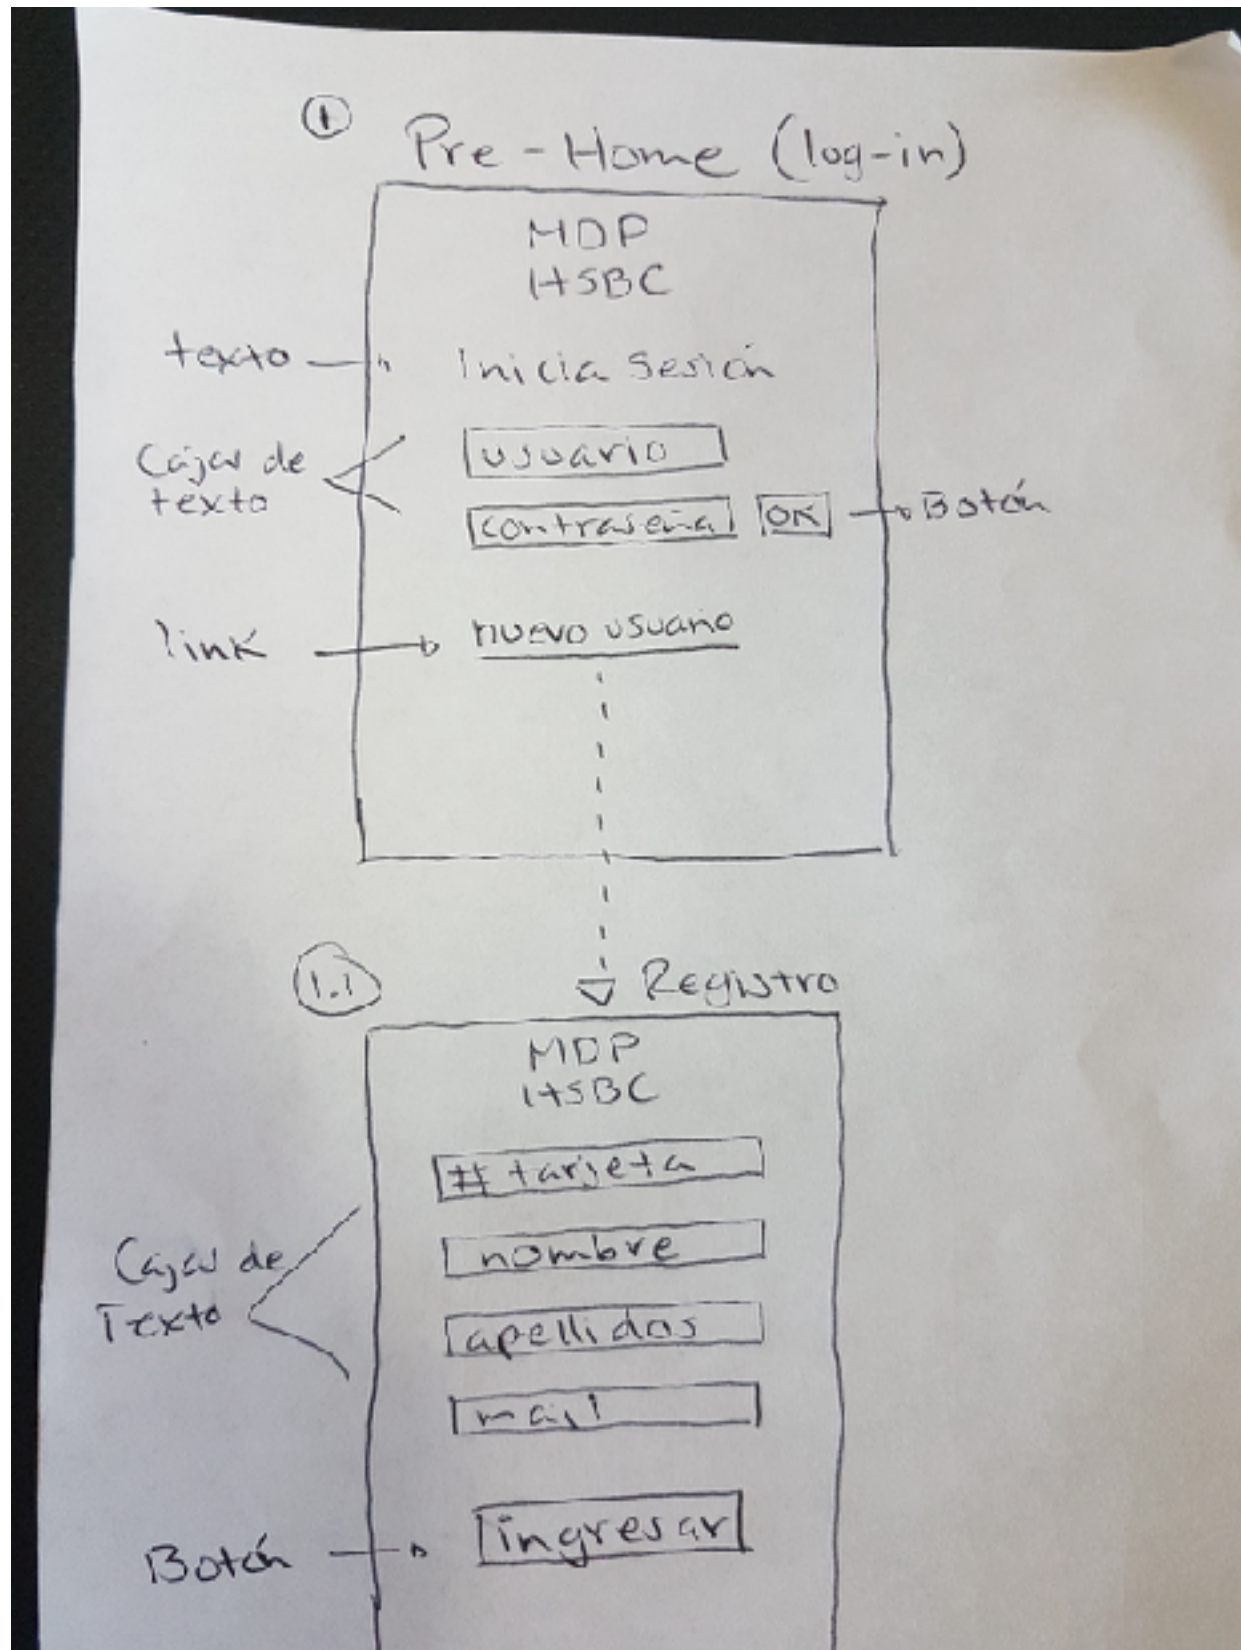 1
Pre-Home (log-in)
MDP
HSBC
texto
Inicia Sesión
Cajas de
texto
usuario
contraseña
OK
Botón
link
nuevo usuario
1.1
Registro
MDP
HSBC
# tarjeta
nombre
Cajas de
Texto
apellidos
mail
Botón
ingresar